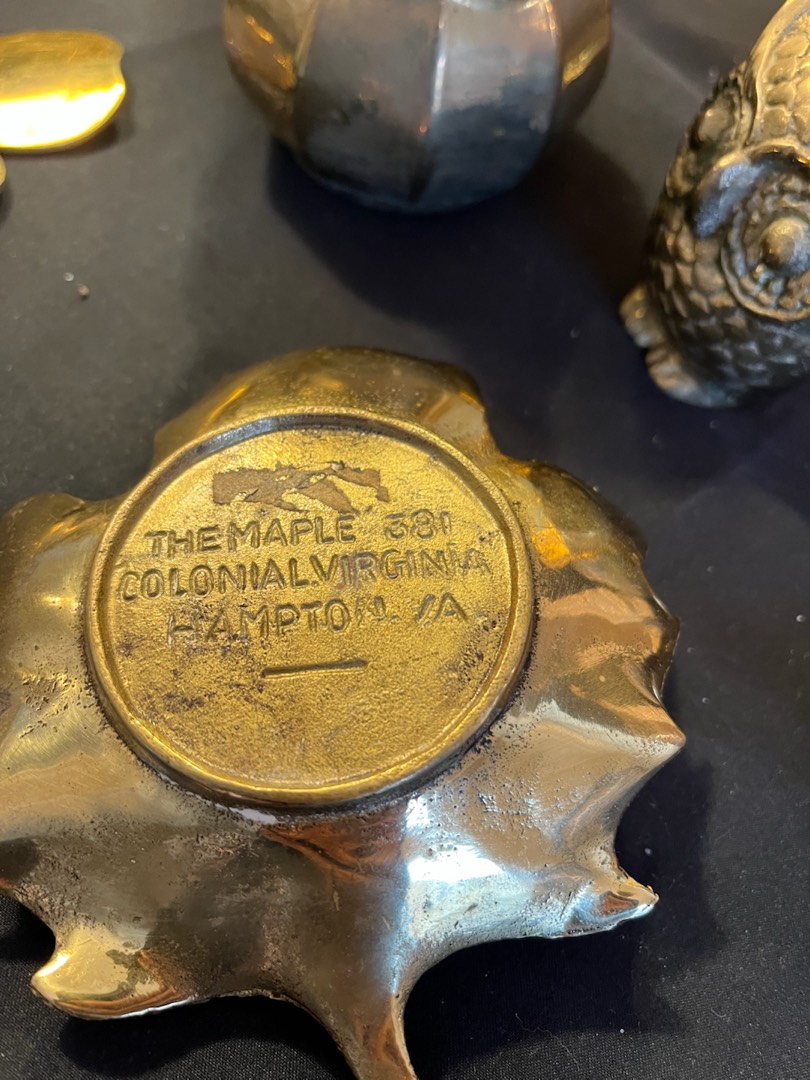 THE MAPLE 381
COLONIAL VIRGINIA
HAMPTON. VA